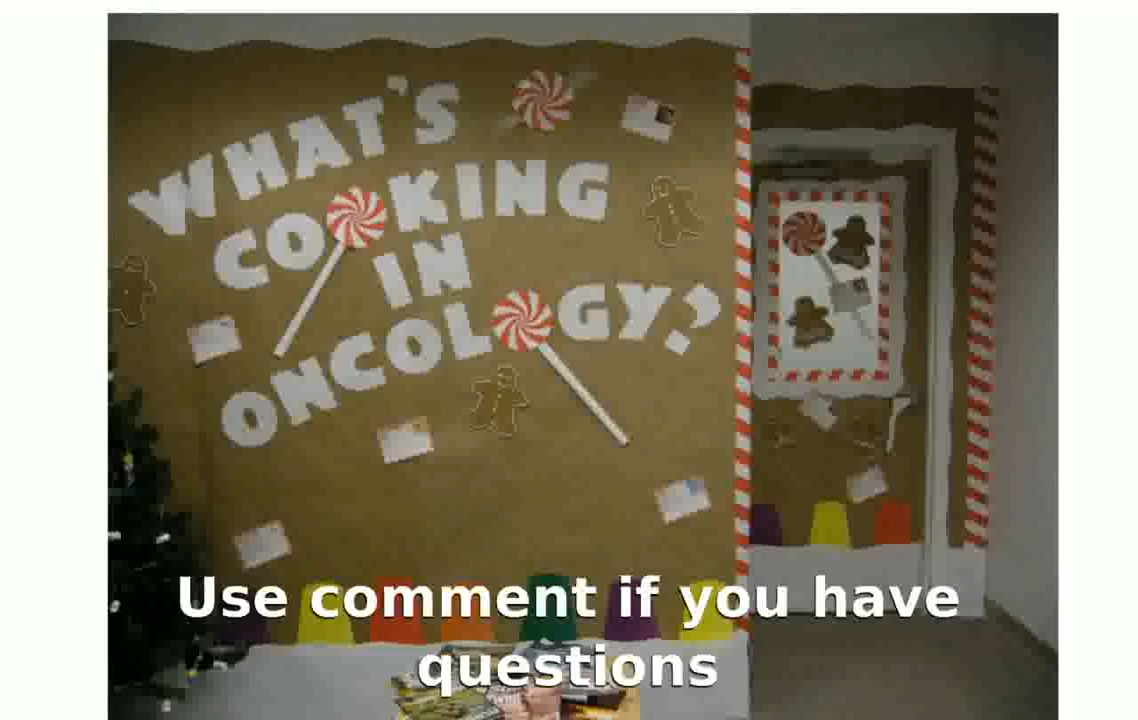 WHAT'S
COOKING
IN
ONCOLOGY?
Use comment if you have
questions